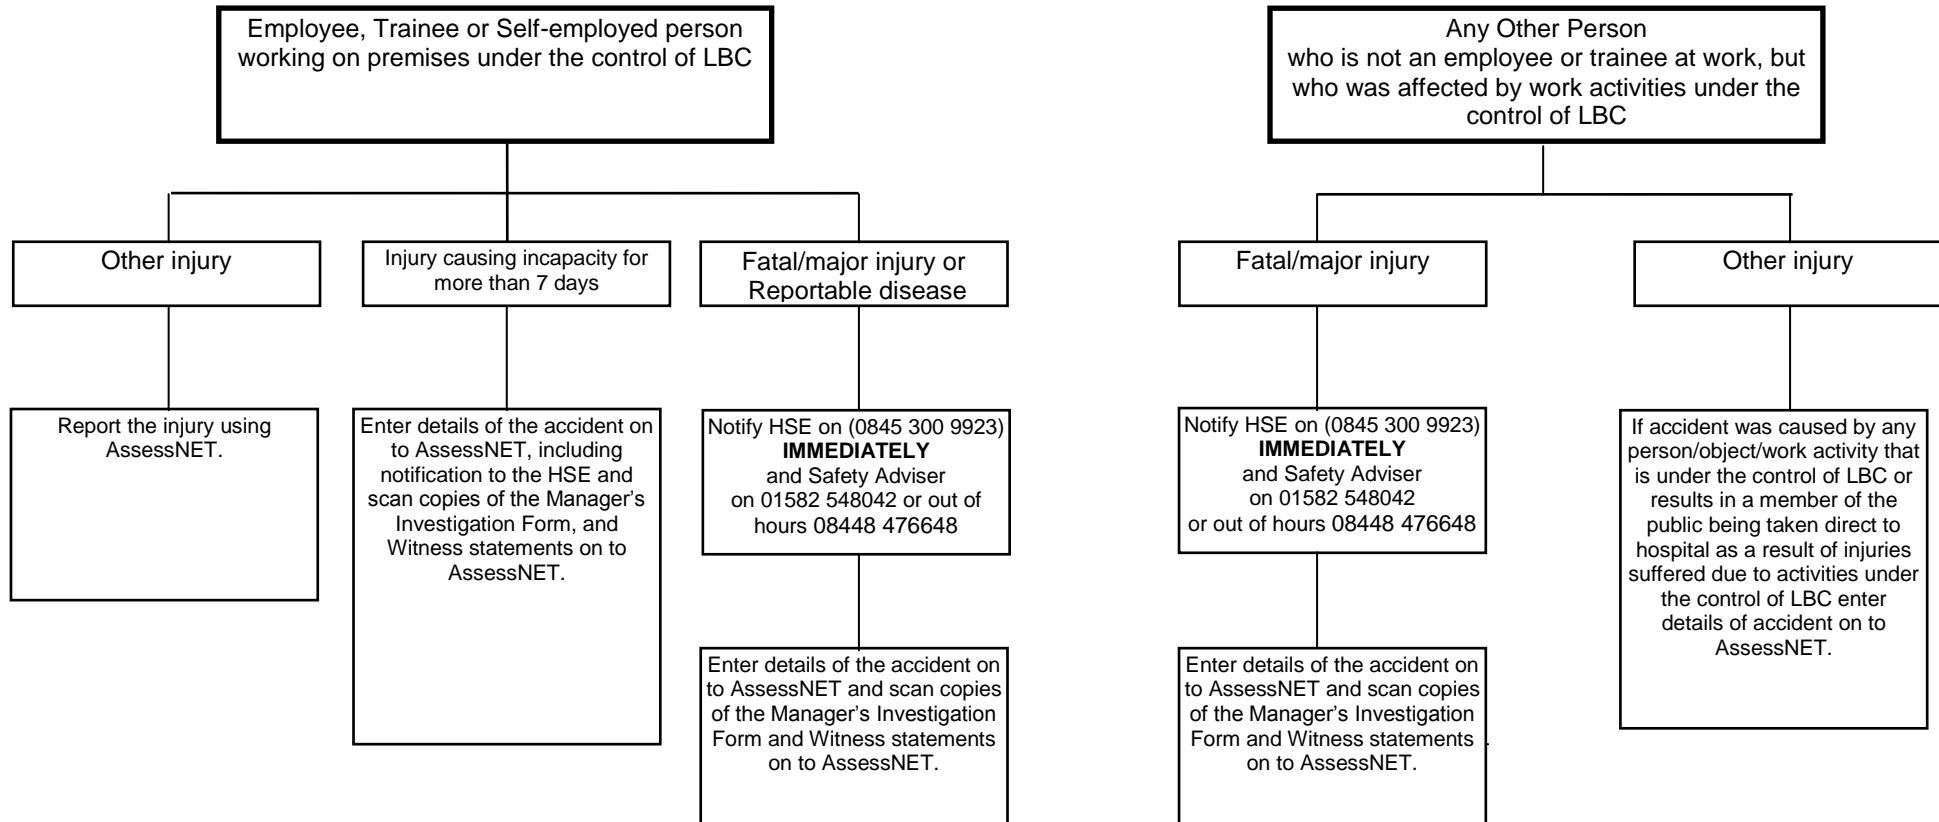 Employee, Trainee or Self-employed person
working on premises under the control of LBC
Any Other Person
who is not an employee or trainee at work, but
who was affected by work activities under the
control of LBC
Other injury
Injury causing incapacity for
more than 7 days
Fatal/major injury or
Reportable disease
Fatal/major injury
Other injury
Report the injury using
AssessNET.
Enter details of the accident on
to AssessNET, including
notification to the HSE and
scan copies of the Manager’s
Investigation Form, and
Witness statements on to
AssessNET.
Notify HSE on (0845 300 9923)
IMMEDIATELY
and Safety Adviser
on 01582 548042 or out of
hours 08448 476648
Enter details of the accident on
to AssessNET and scan copies
of the Manager’s Investigation
Form and Witness statements
on to AssessNET.
Notify HSE on (0845 300 9923)
IMMEDIATELY
and Safety Adviser
on 01582 548042
or out of hours 08448 476648
Enter details of the accident on
to AssessNET and scan copies
of the Manager’s Investigation
Form and Witness statements .
on to AssessNET.
If accident was caused by any
person/object/work activity that
is under the control of LBC or
results in a member of the
public being taken direct to
hospital as a result of injuries
suffered due to activities under
the control of LBC enter
details of accident on to
AssessNET.